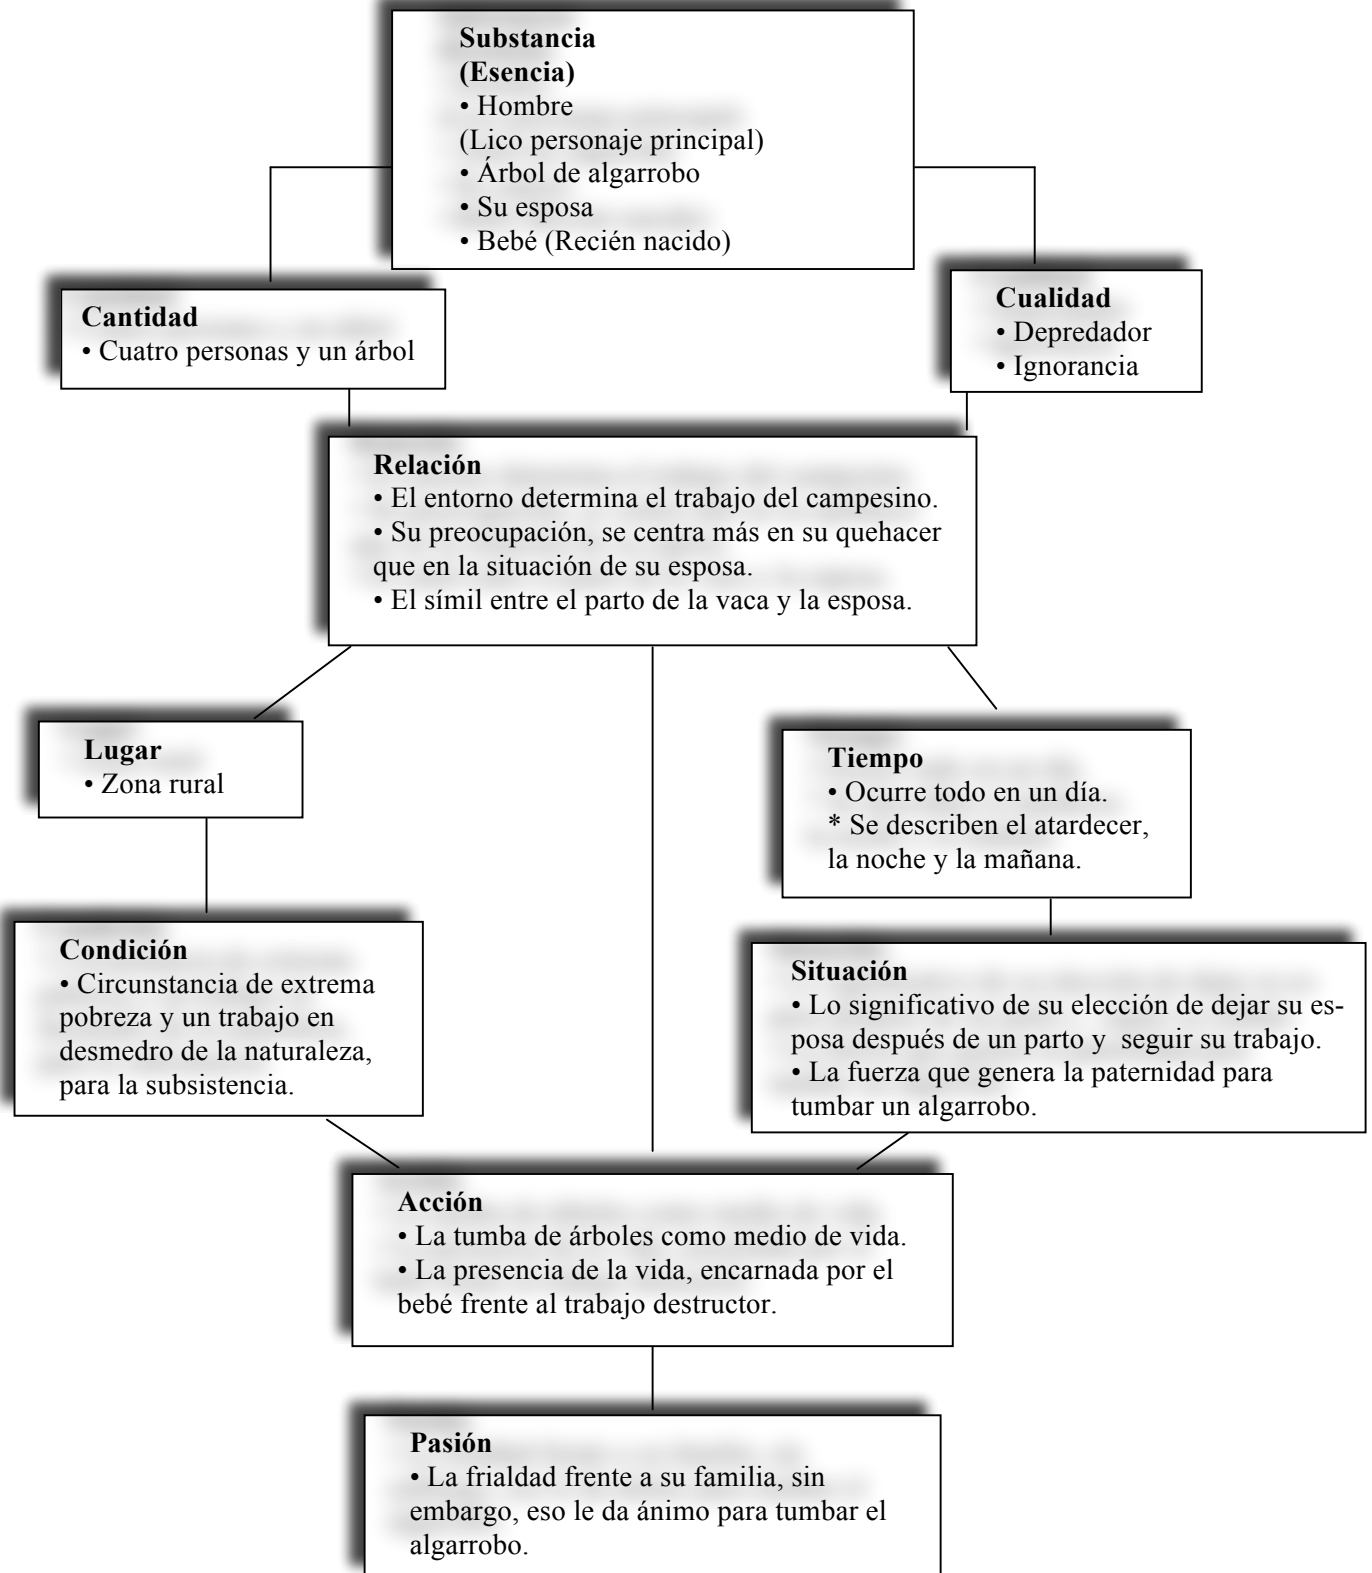 Substancia
(Esencia)
• Hombre
(Lico personaje principal)
• Árbol de algarrobo
• Su esposa
• Bebé (Recién nacido)
Cantidad
• Cuatro personas y un árbol
Cualidad
• Depredador
• Ignorancia
Relación
• El entorno determina el trabajo del campesino.
• Su preocupación, se centra más en su quehacer
que en la situación de su esposa.
• El símil entre el parto de la vaca y la esposa.
Lugar
• Zona rural
Tiempo
• Ocurre todo en un día.
* Se describen el atardecer,
la noche y la mañana.
Condición
• Circunstancia de extrema
pobreza y un trabajo en
desmedro de la naturaleza,
para la subsistencia.
Situación
• Lo significativo de su elección de dejar su es-
posa después de un parto y seguir su trabajo.
• La fuerza que genera la paternidad para
tumbar un algarrobo.
Acción
• La tumba de árboles como medio de vida.
• La presencia de la vida, encarnada por el
bebé frente al trabajo destructor.
Pasión
• La frialdad frente a su familia, sin
embargo, eso le da ánimo para tumbar el
algarrobo.